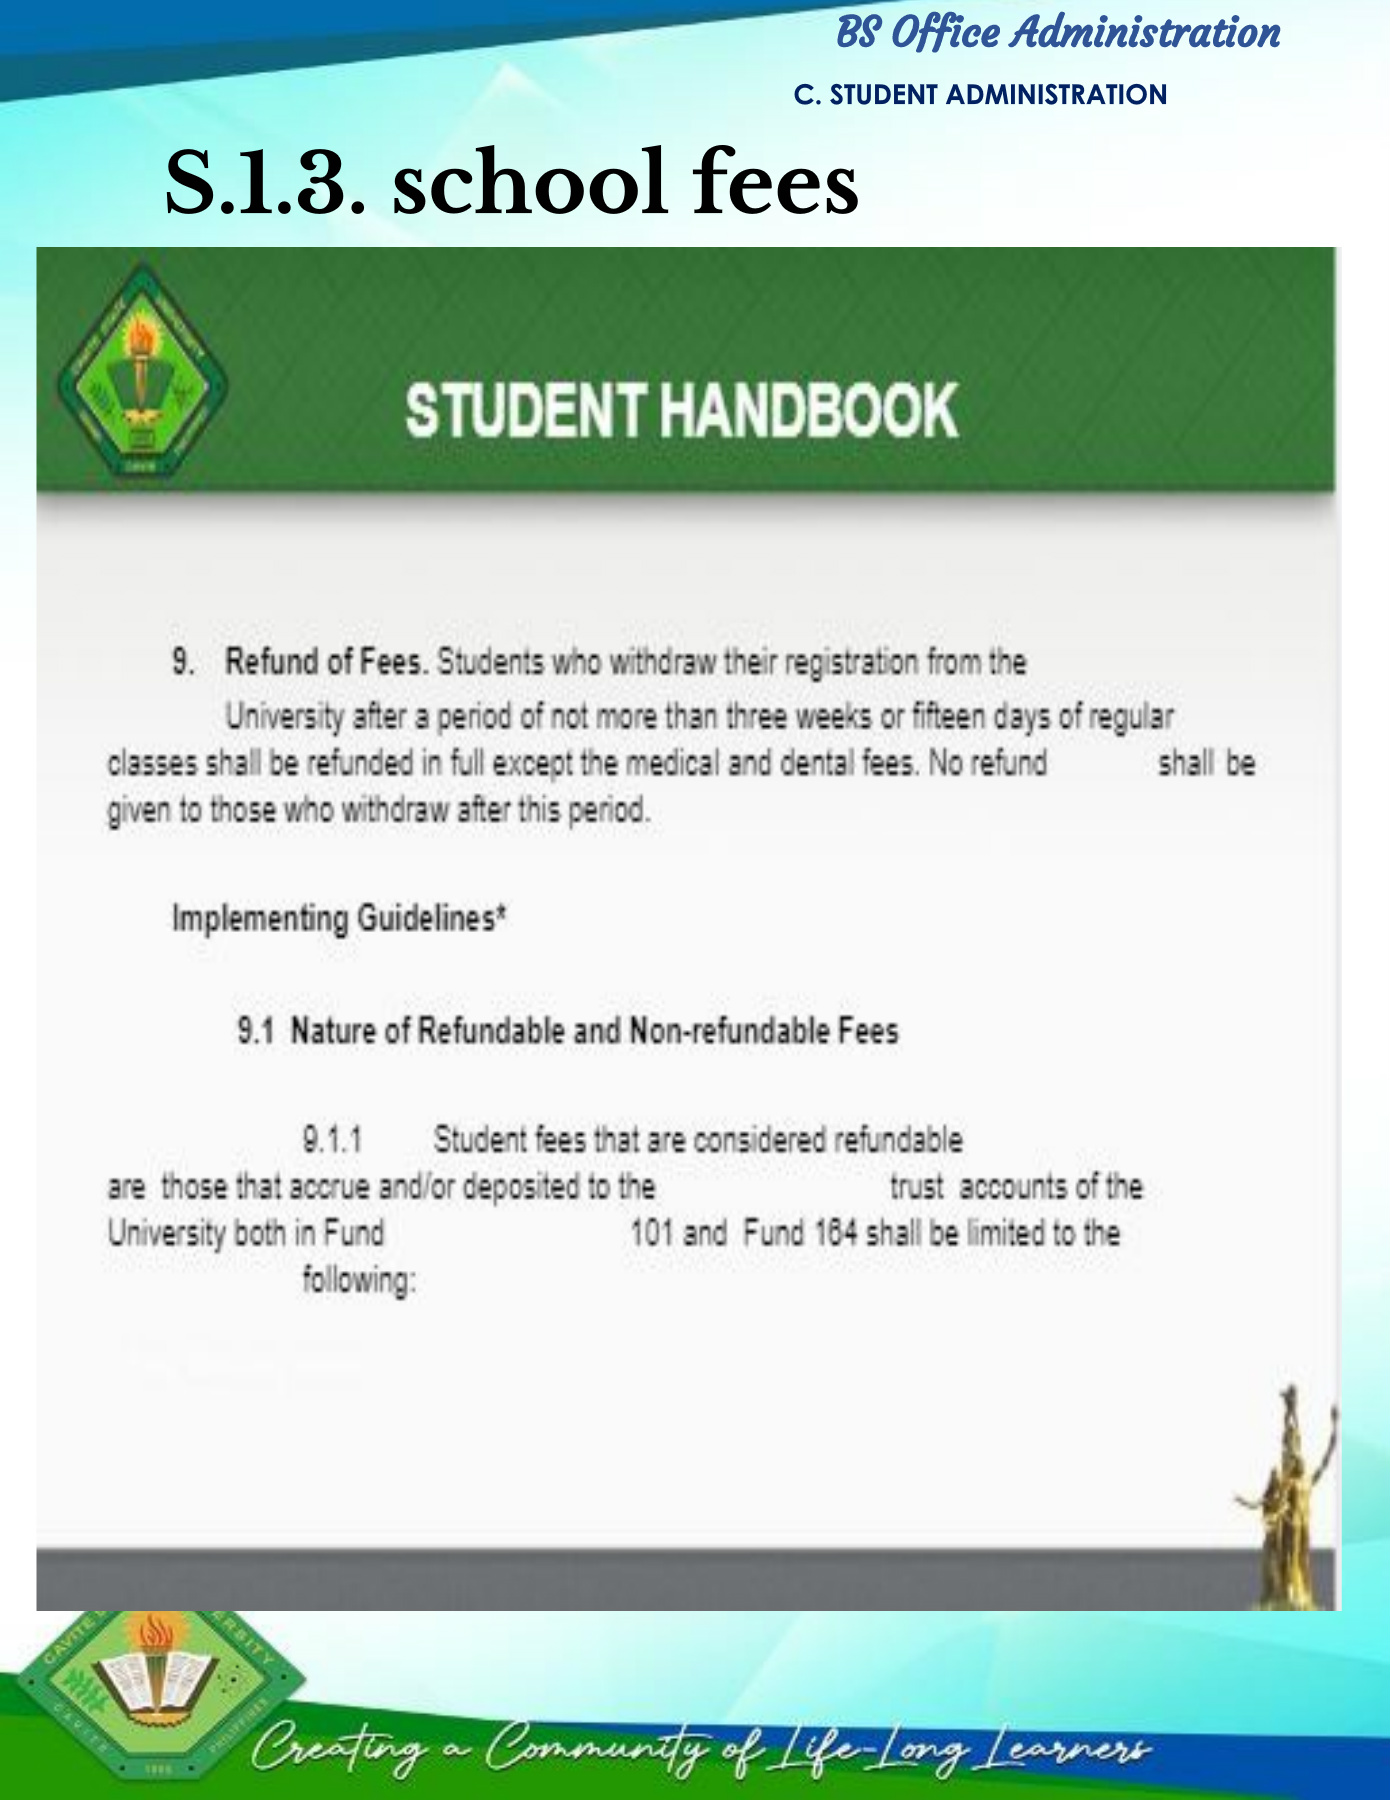 BS Office Administration
C. STUDENT ADMINISTRATION
S.1.3. school fees
STUDENT HANDBOOK
9. Refund of Fees. Students who withdraw their registration from the
University after a period of not more than three weeks or fifteen days of regular
classes shall be refunded in full except the medical and dental fees. No refund shall be
given to those who withdraw after this period.
Implementing Guidelines*
9.1 Nature of Refundable and Non-refundable Fees
9.1.1 Student fees that are considered refundable
are those that accrue and/or deposited to the trust accounts of the
University both in Fund 101 and Fund 164 shall be limited to the
following:
CAVITE
CAVITE
PHILIPPINES
Creating a Community of Life-Long Learners